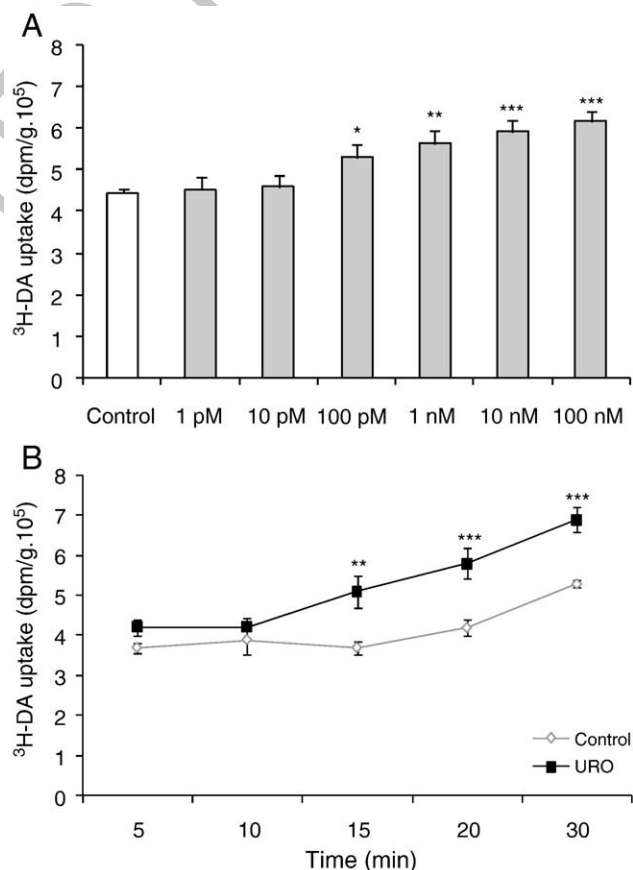 A
³H-DA uptake (dpm/g.10⁵)
8
7
6
5
4
3
2
1
0
*
**
***
***
Control 1 pM 10 pM 100 pM 1 nM 10 nM 100 nM
B
³H-DA uptake (dpm/g.10⁵)
8
7
6
5
4
3
2
1
0
**
***
***
Control
URO
5 10 15 20 30
Time (min)